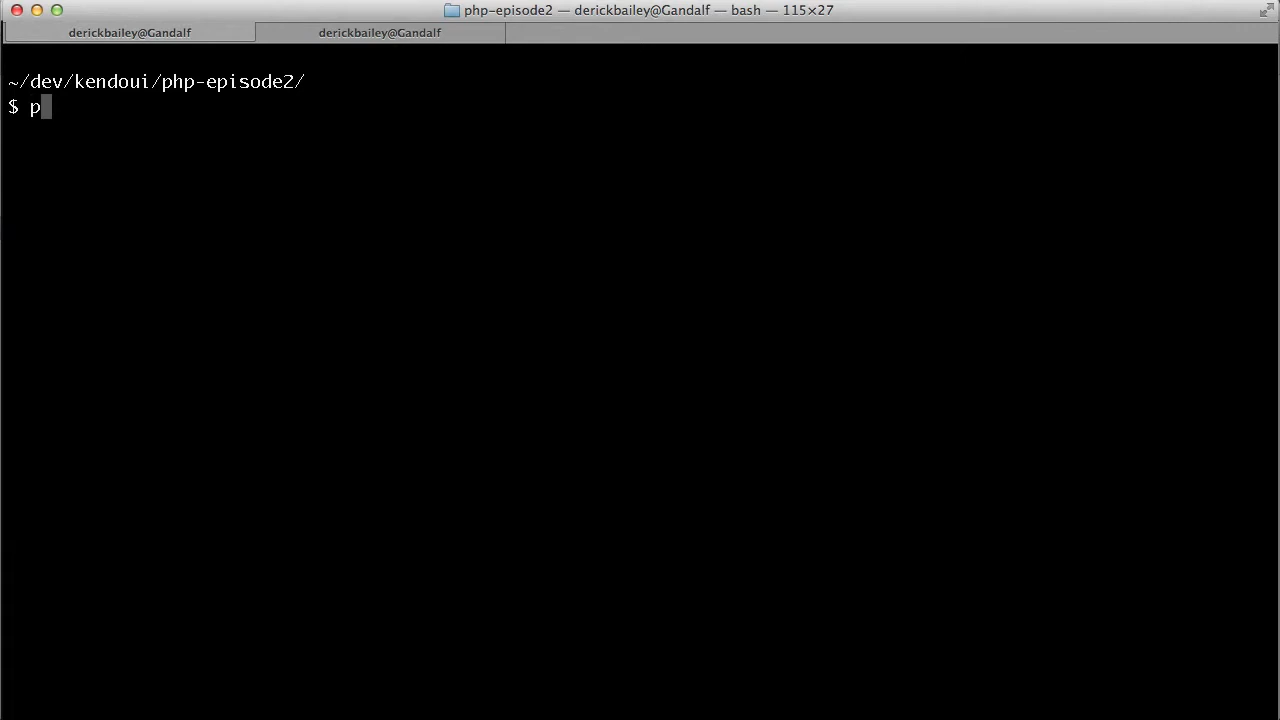 php-episode2 — derickbailey@Gandalf — bash — 115×27
derickbailey@Gandalf derickbailey@Gandalf
~/dev/kendoui/php-episode2/
$ p